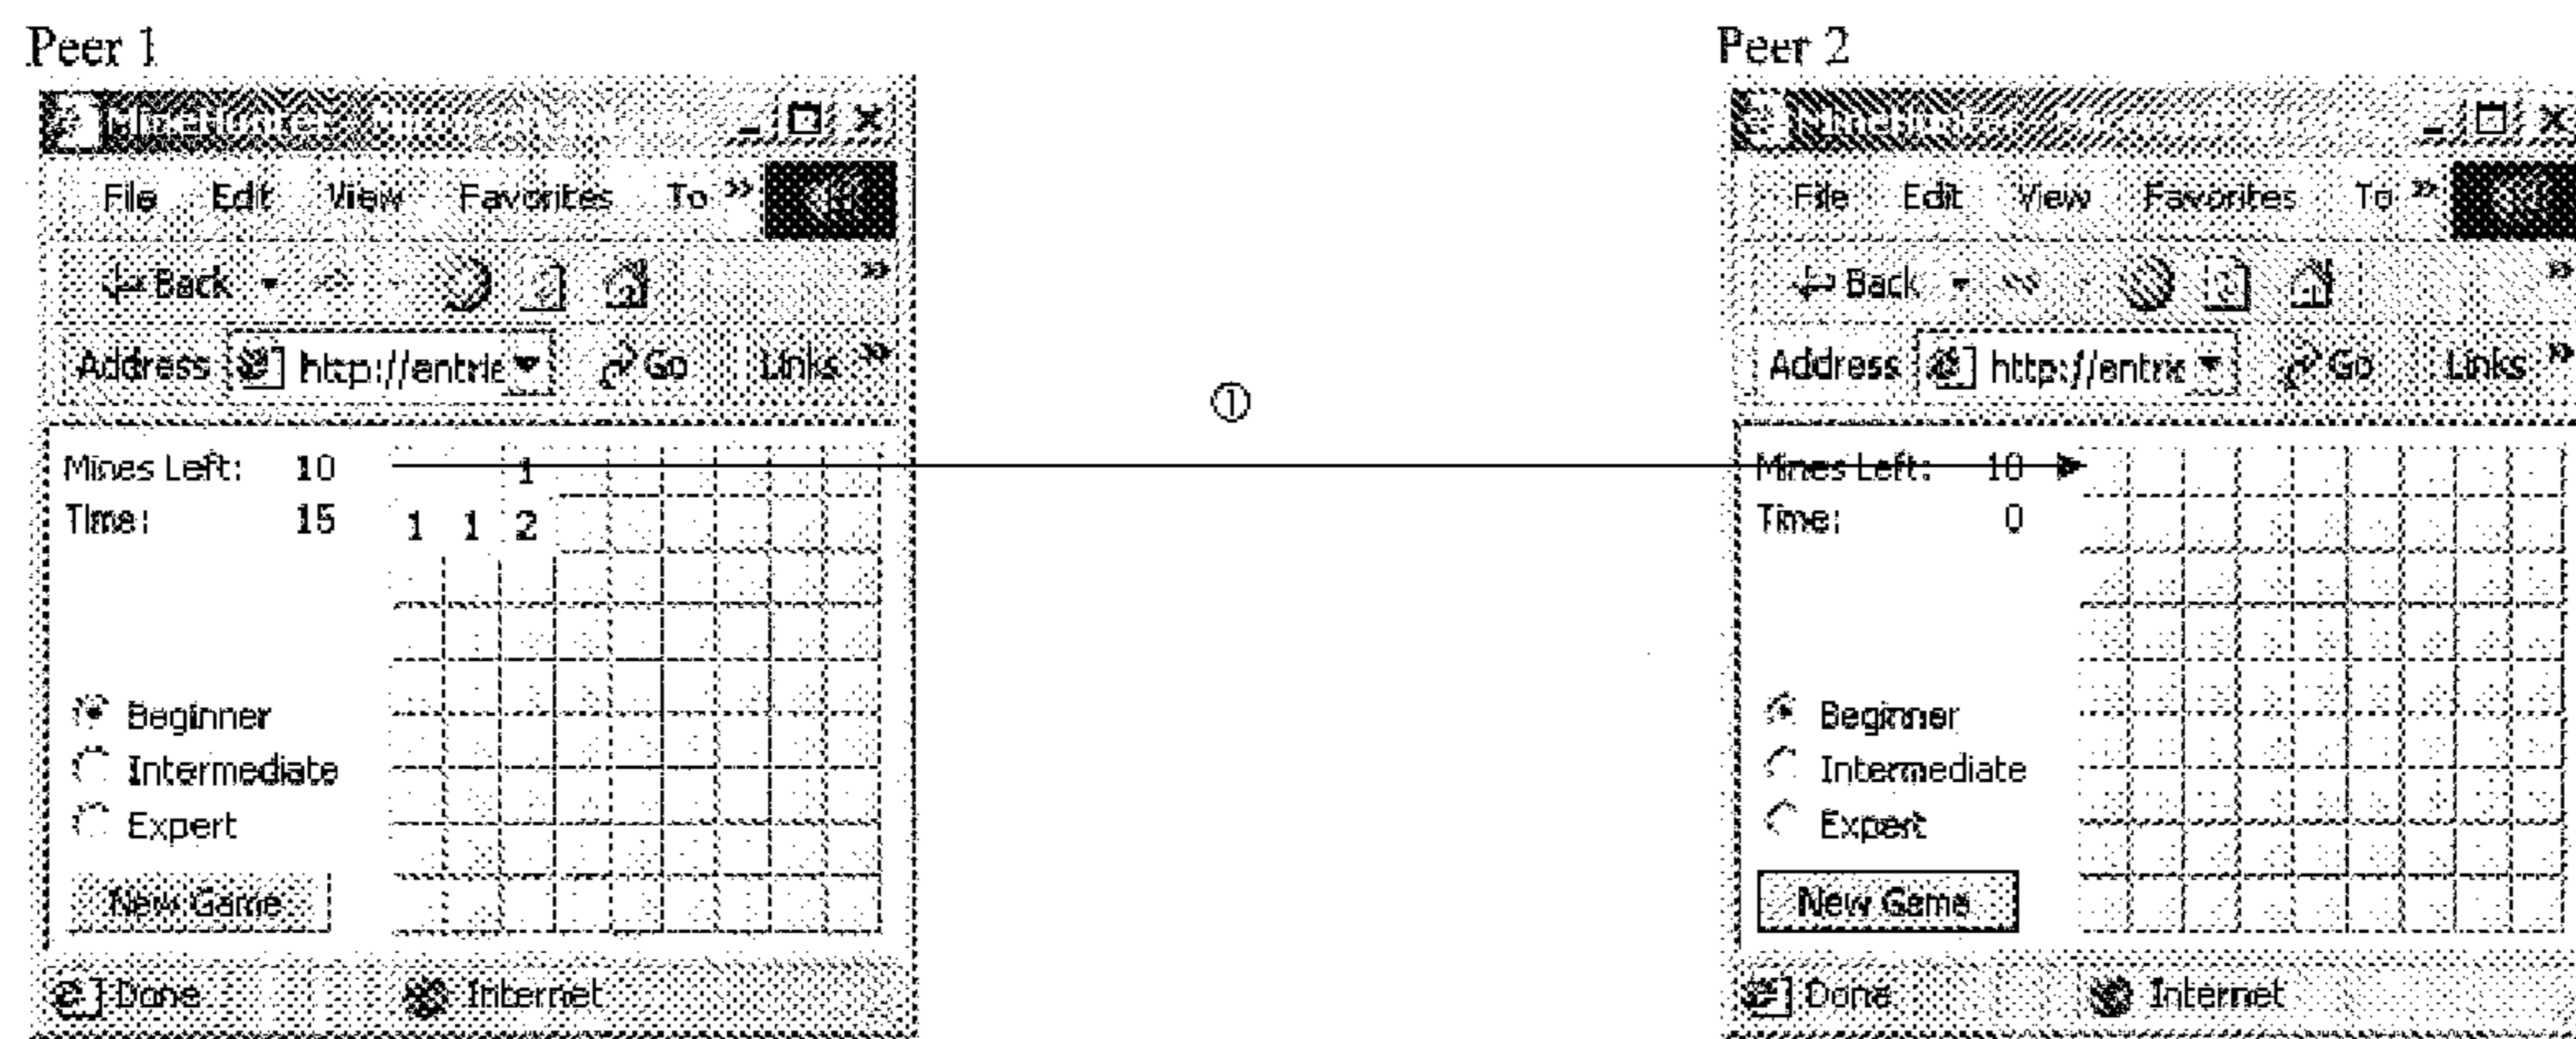 Peer 1
MineHunter
File Edit View Favorites To »
Back »
Address http://entrie Go Links »
Mines Left: 10
Time: 15
1
1 1 2
Beginner
Intermediate
Expert
New Game
Done Internet
①
Peer 2
MineHunter
File Edit View Favorites To »
Back »
Address http://entrie Go Links »
Mines Left: 10
Time: 0
Beginner
Intermediate
Expert
New Game
Done Internet